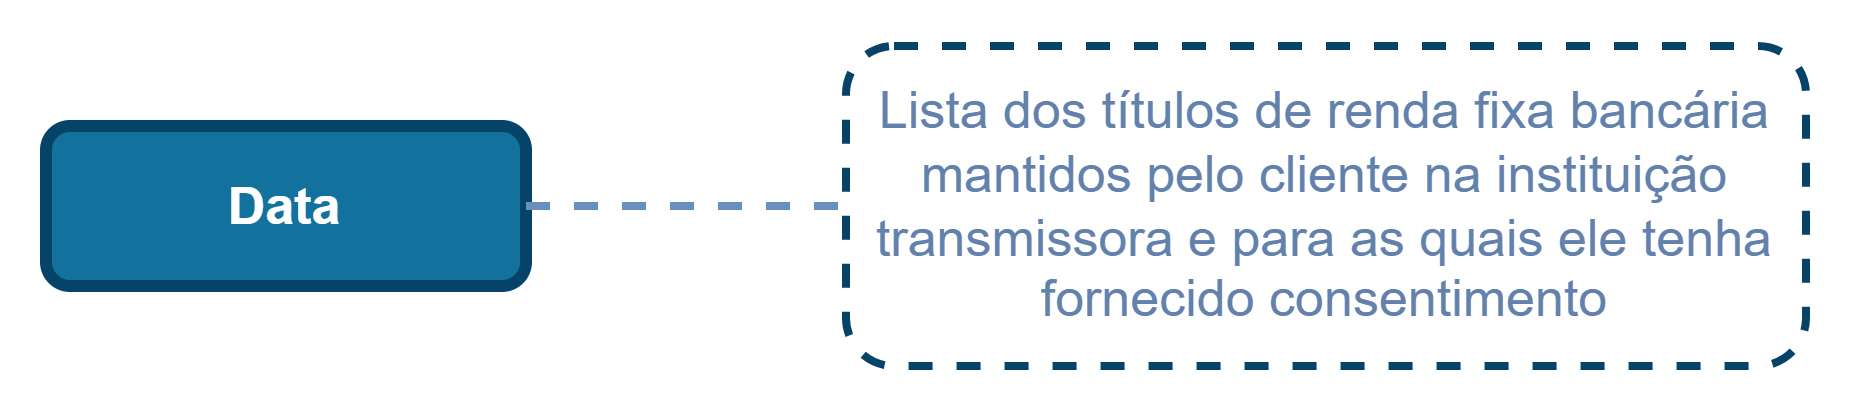 Data
Lista dos títulos de renda fixa bancária
mantidos pelo cliente na instituição
transmissora e para as quais ele tenha
fornecido consentimento